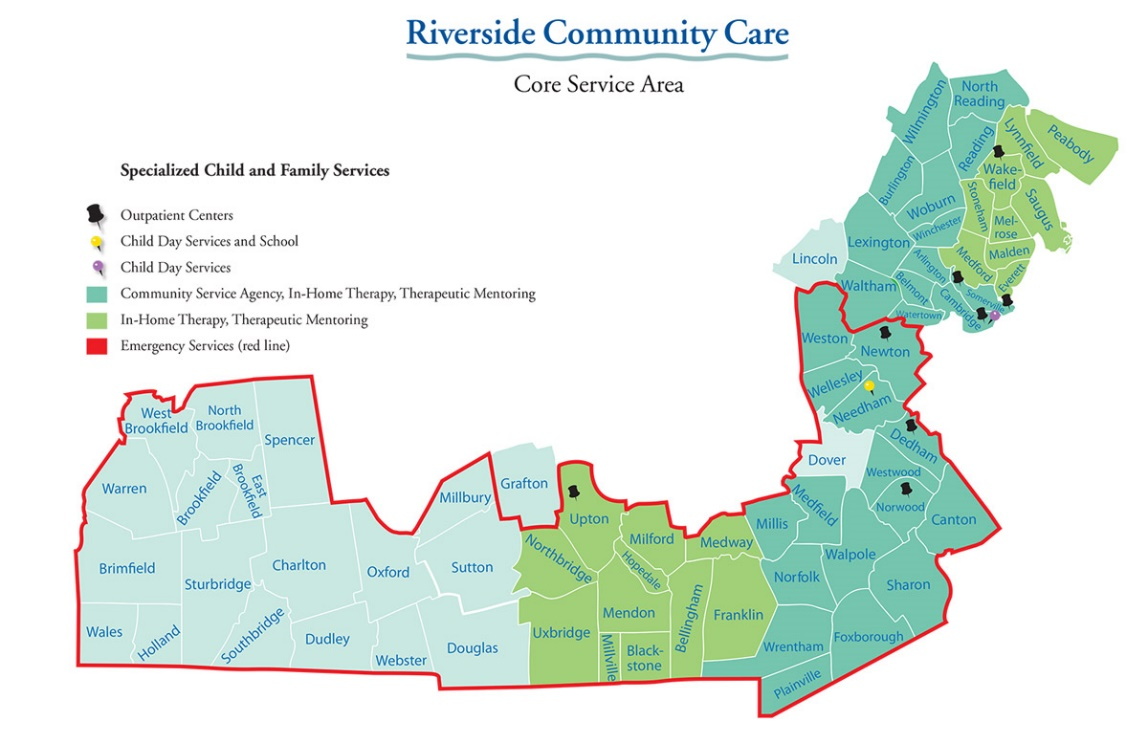 Riverside Community Care
Core Service Area
Specialized Child and Family Services
Outpatient Centers
Child Day Services and School
Child Day Services
Community Service Agency, In-Home Therapy, Therapeutic Mentoring
In-Home Therapy, Therapeutic Mentoring
Emergency Services (red line)
Wilmington
North
Reading
Reading
Lynnfield
Peabody
Burlington
Wake-
field
Woburn
Stoneham
Saugus
Winchester
Mel-
rose
Lexington
Lincoln
Arlington
Medford
Malden
Everett
Waltham
Belmont
Cambridge
Somerville
Watertown
Weston
Newton
Wellesley
Needham
Dedham
Dover
Westwood
Norwood
Canton
Medfield
Millis
Walpole
Norfolk
Sharon
Wrentham
Foxborough
Plainville
West
Brookfield
North
Brookfield
Spencer
Warren
Brookfield
East
Brookfield
Millbury
Grafton
Upton
Milford
Medway
Northbridge
Hopedale
Brimfield
Sturbridge
Charlton
Oxford
Sutton
Mendon
Bellingham
Franklin
Wales
Holland
Southbridge
Dudley
Webster
Douglas
Uxbridge
Millville
Black-
stone